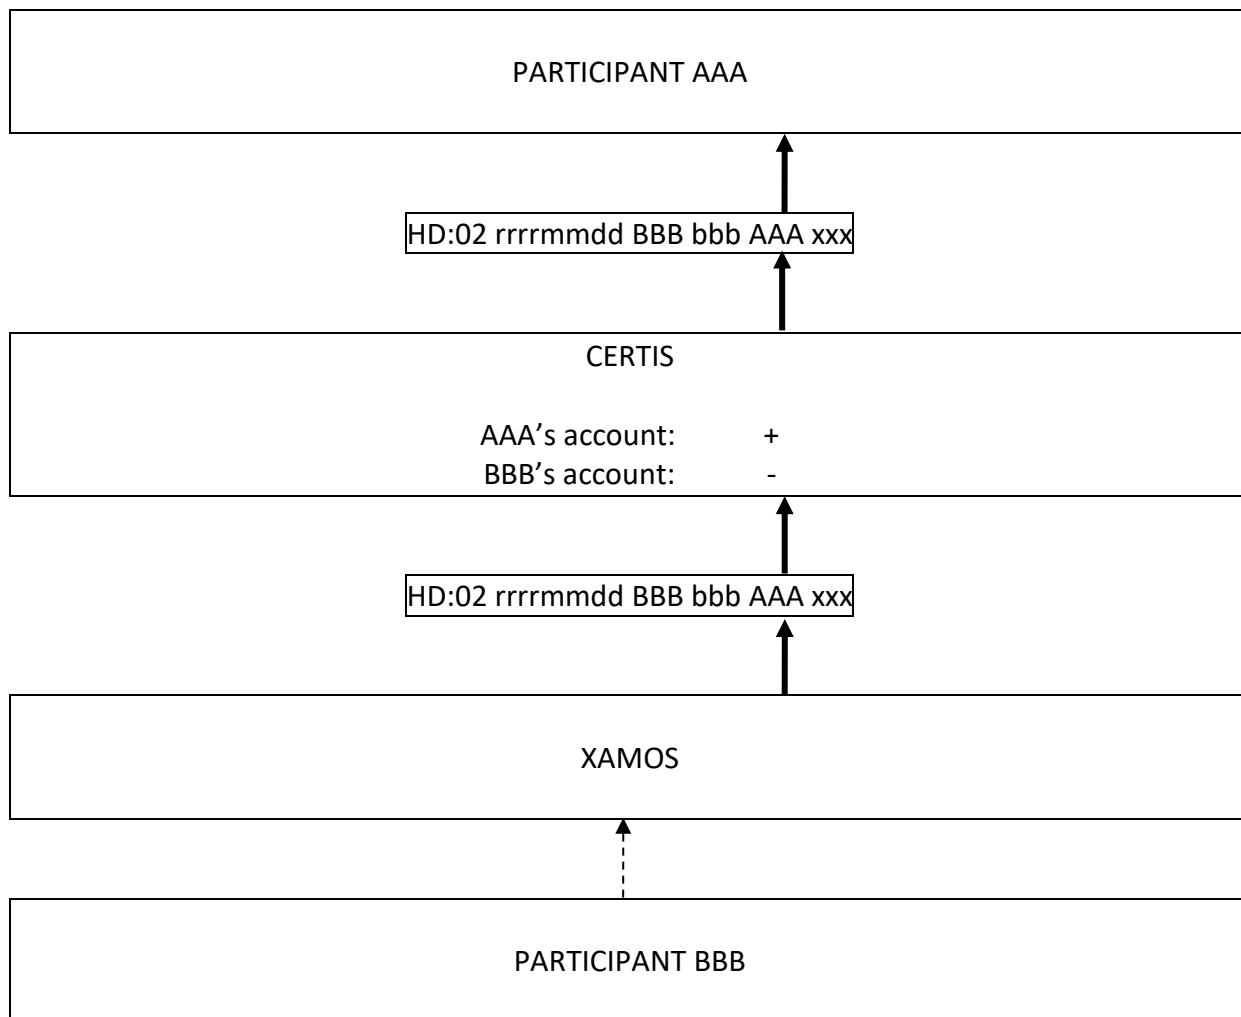 PARTICIPANT AAA
HD:02 rrrrmmdd BBB bbb AAA xxx
CERTIS
AAA’s account: +
BBB’s account: -
HD:02 rrrrmmdd BBB bbb AAA xxx
XAMOS
PARTICIPANT BBB